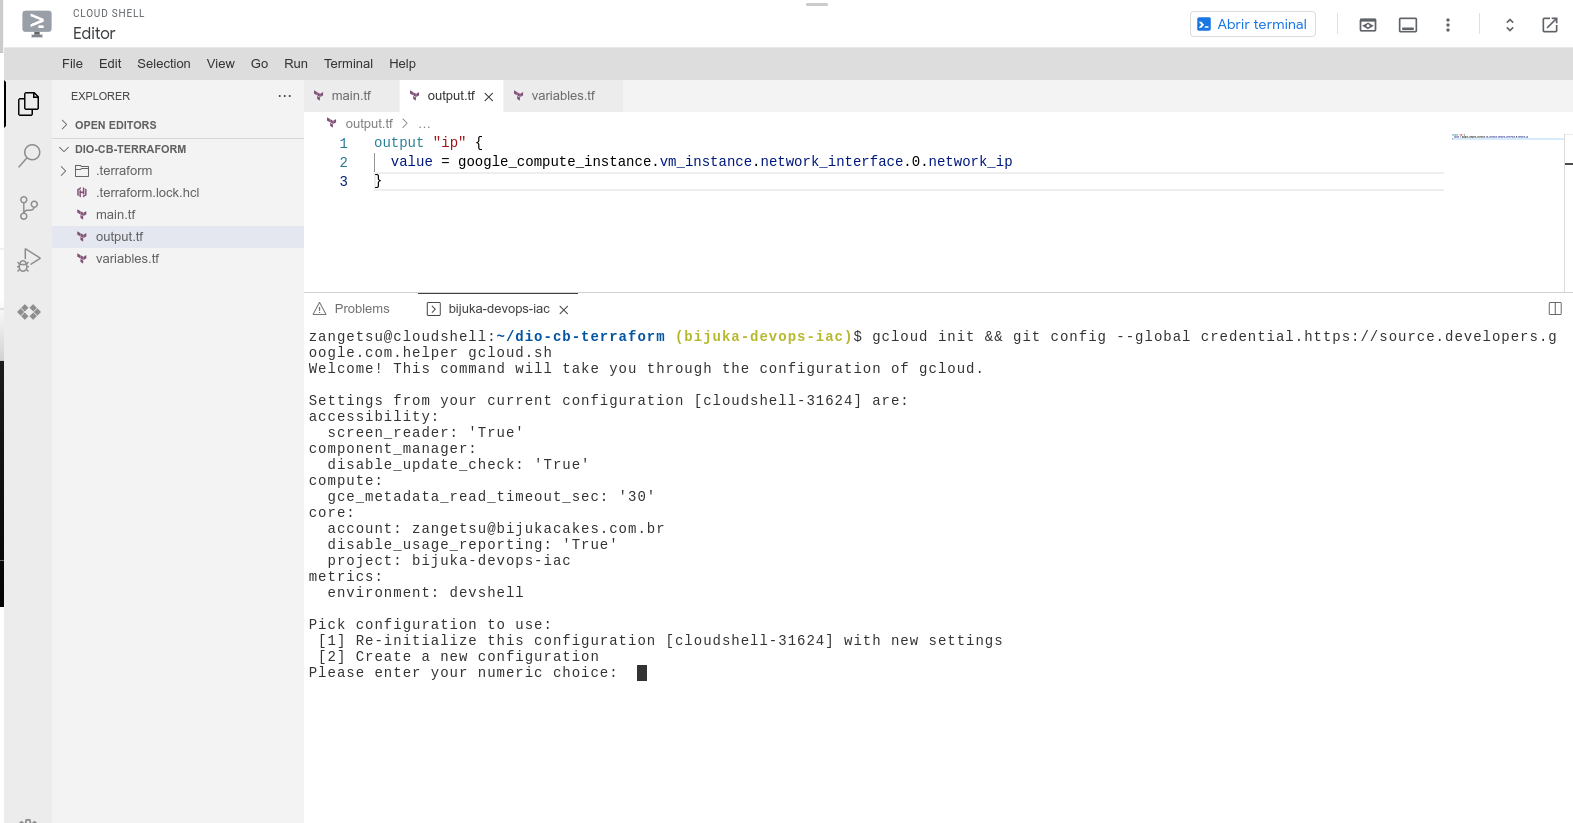 CLOUD SHELL
Editor
Abrir terminal
File Edit Selection View Go Run Terminal Help
EXPLORER
OPEN EDITORS
DIO-CB-TERRAFORM
.terraform
.terraform.lock.hcl
main.tf
output.tf
variables.tf
main.tf output.tf variables.tf
output.tf > ...
1 output "ip" {
2 value = google_compute_instance.vm_instance.network_interface.0.network_ip
3 }
Problems bijuka-devops-iac
zangetsu@cloudshell:~/dio-cb-terraform (bijuka-devops-iac)$ gcloud init && git config --global credential.https://source.developers.g
oogle.com.helper gcloud.sh
Welcome! This command will take you through the configuration of gcloud.
Settings from your current configuration [cloudshell-31624] are:
accessibility:
screen_reader: 'True'
component_manager:
disable_update_check: 'True'
compute:
gce_metadata_read_timeout_sec: '30'
core:
account: zangetsu@bijukacakes.com.br
disable_usage_reporting: 'True'
project: bijuka-devops-iac
metrics:
environment: devshell
Pick configuration to use:
[1] Re-initialize this configuration [cloudshell-31624] with new settings
[2] Create a new configuration
Please enter your numeric choice: